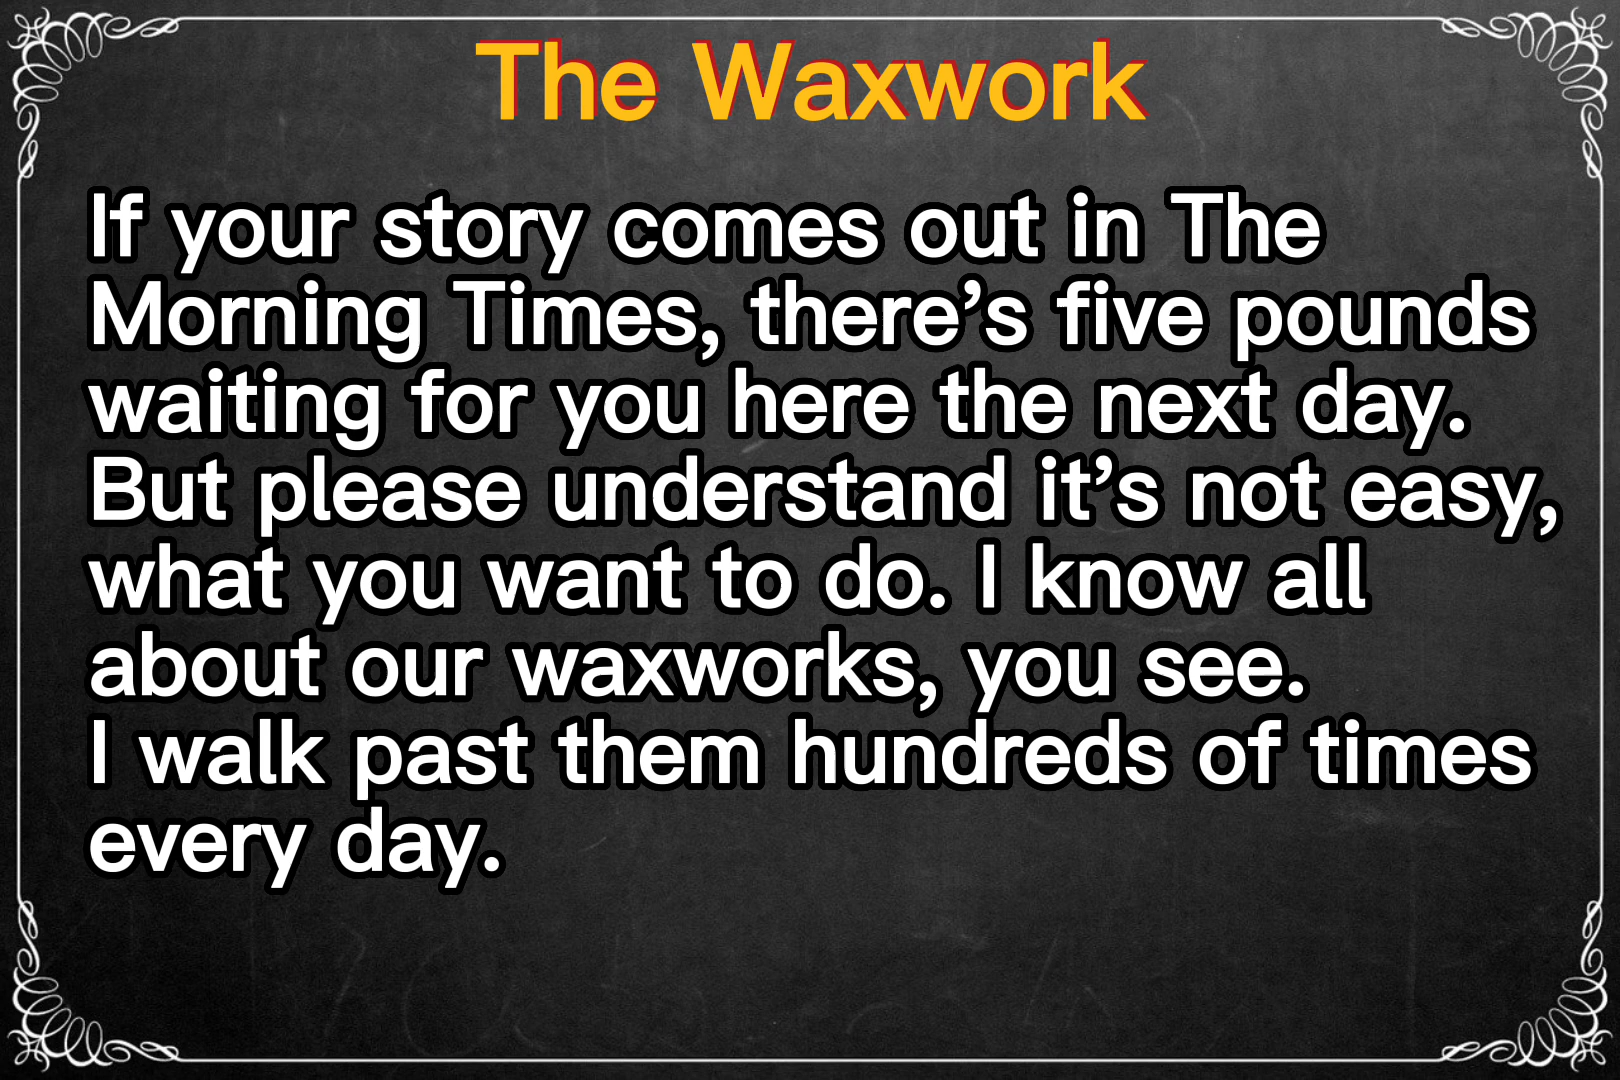 The Waxwork
If your story comes out in The
Morning Times, there’s five pounds
waiting for you here the next day.
But please understand it’s not easy,
what you want to do. I know all
about our waxworks, you see.
I walk past them hundreds of times
every day.